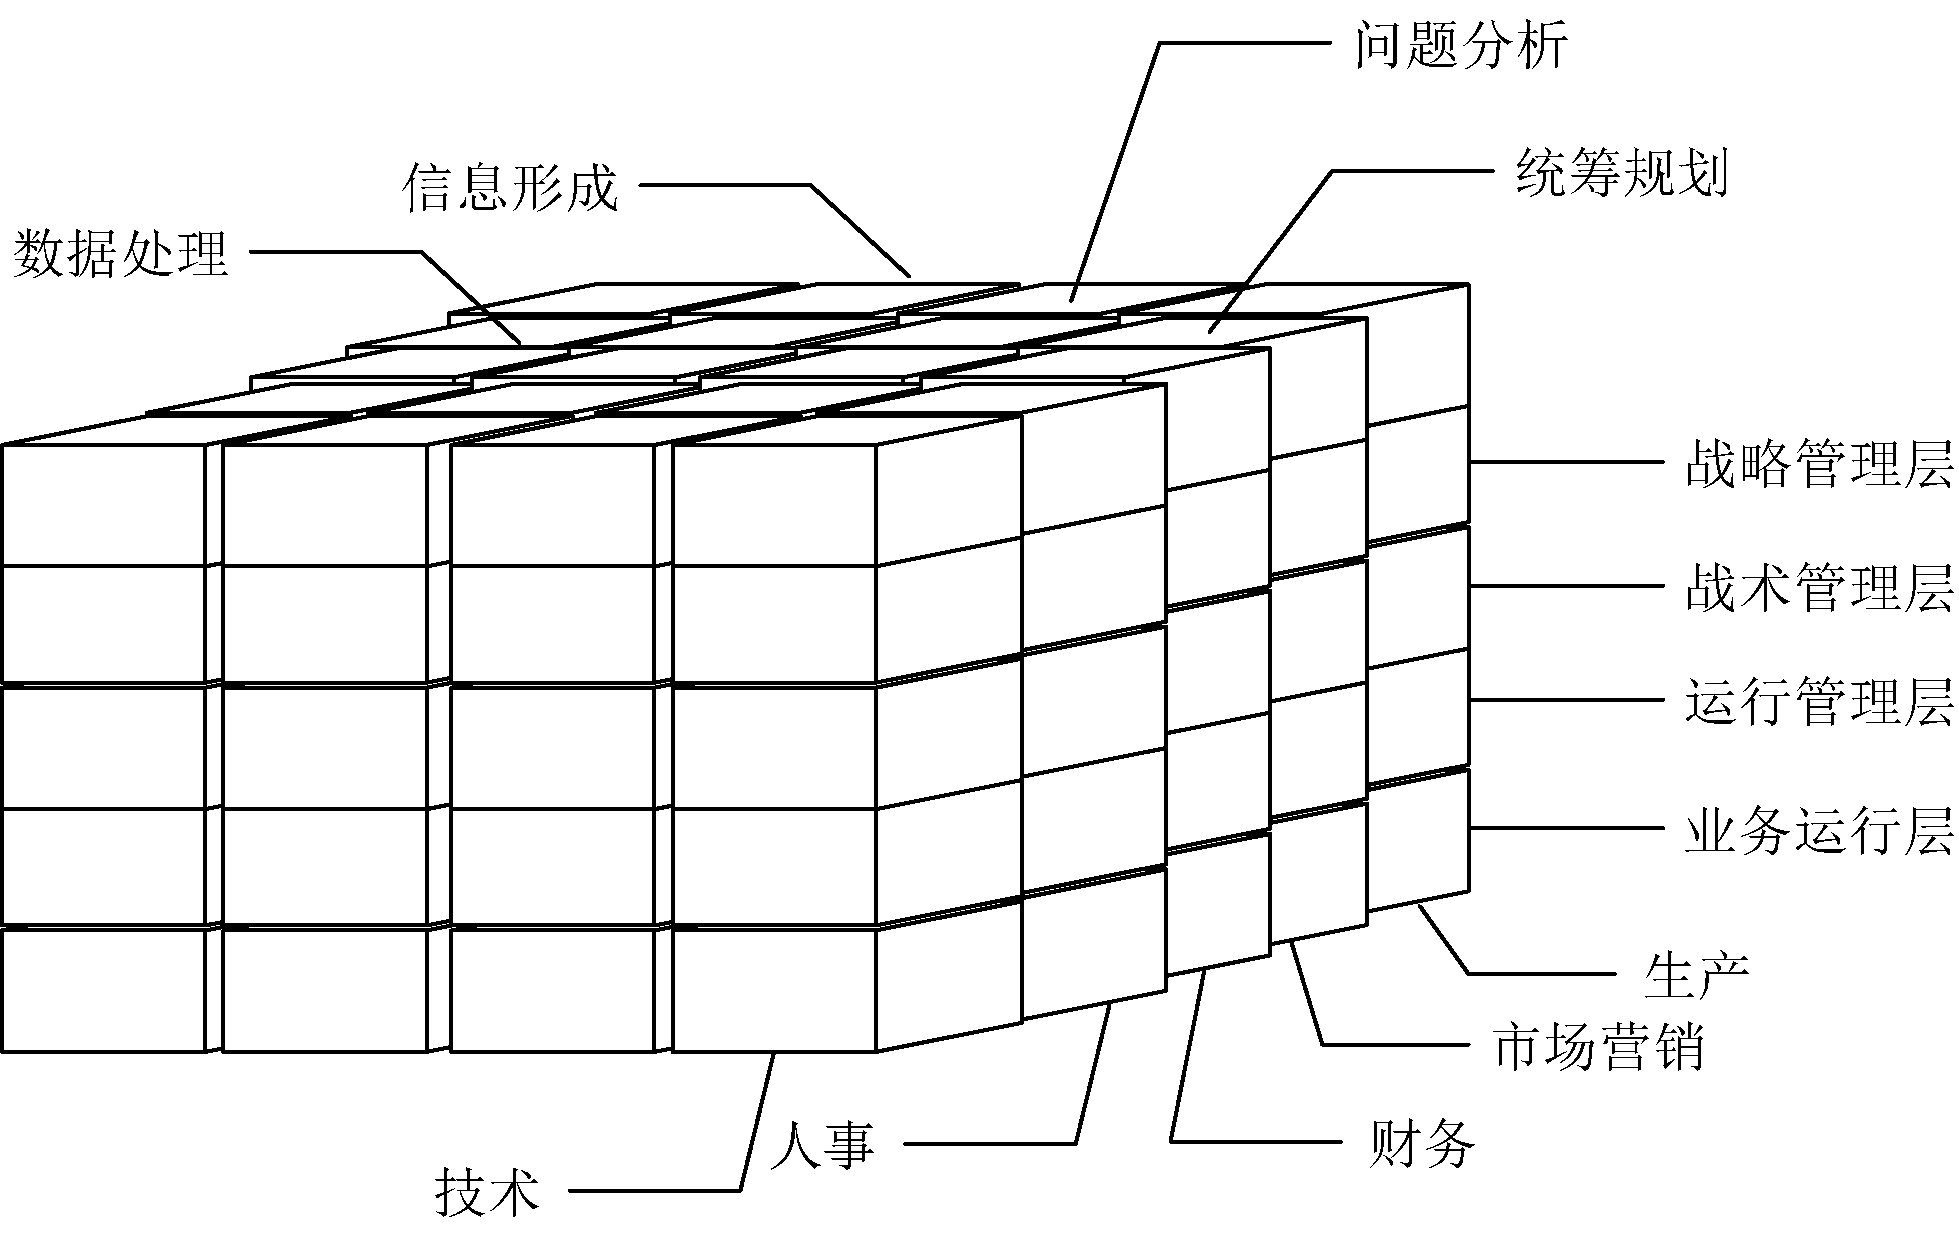 问题分析
统筹规划
信息形成
数据处理
战略管理层
战术管理层
运行管理层
业务运行层
生产
市场营销
财务
人事
技术